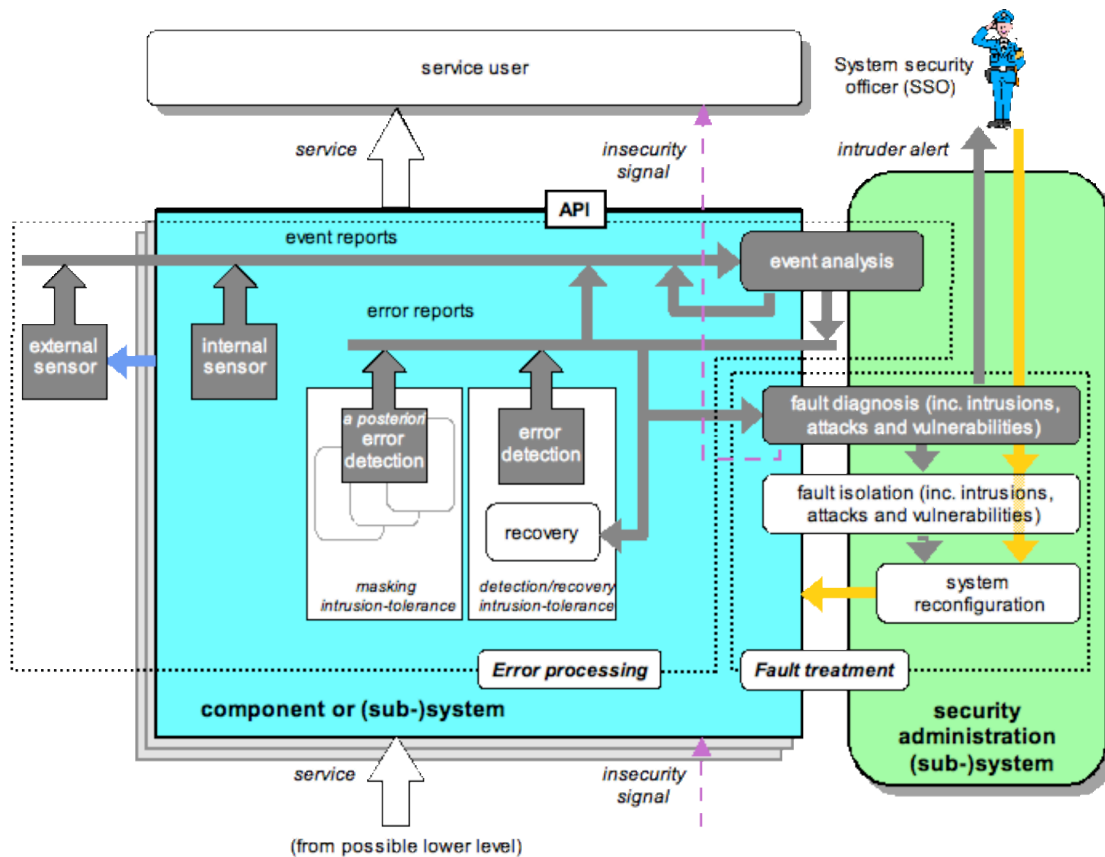 service user
System security
officer (SSO)
service
insecurity
signal
intruder alert
API
event reports
event analysis
error reports
external
sensor
internal
sensor
fault diagnosis (inc. intrusions,
attacks and vulnerabilities)
a posteriori
error
detection
error
detection
fault isolation (inc. intrusions,
attacks and vulnerabilities)
recovery
system
reconfiguration
masking
intrusion-tolerance
detection/recovery
intrusion-tolerance
Error processing
Fault treatment
component or (sub-)system
security
administration
(sub-)system
service
insecurity
signal
(from possible lower level)